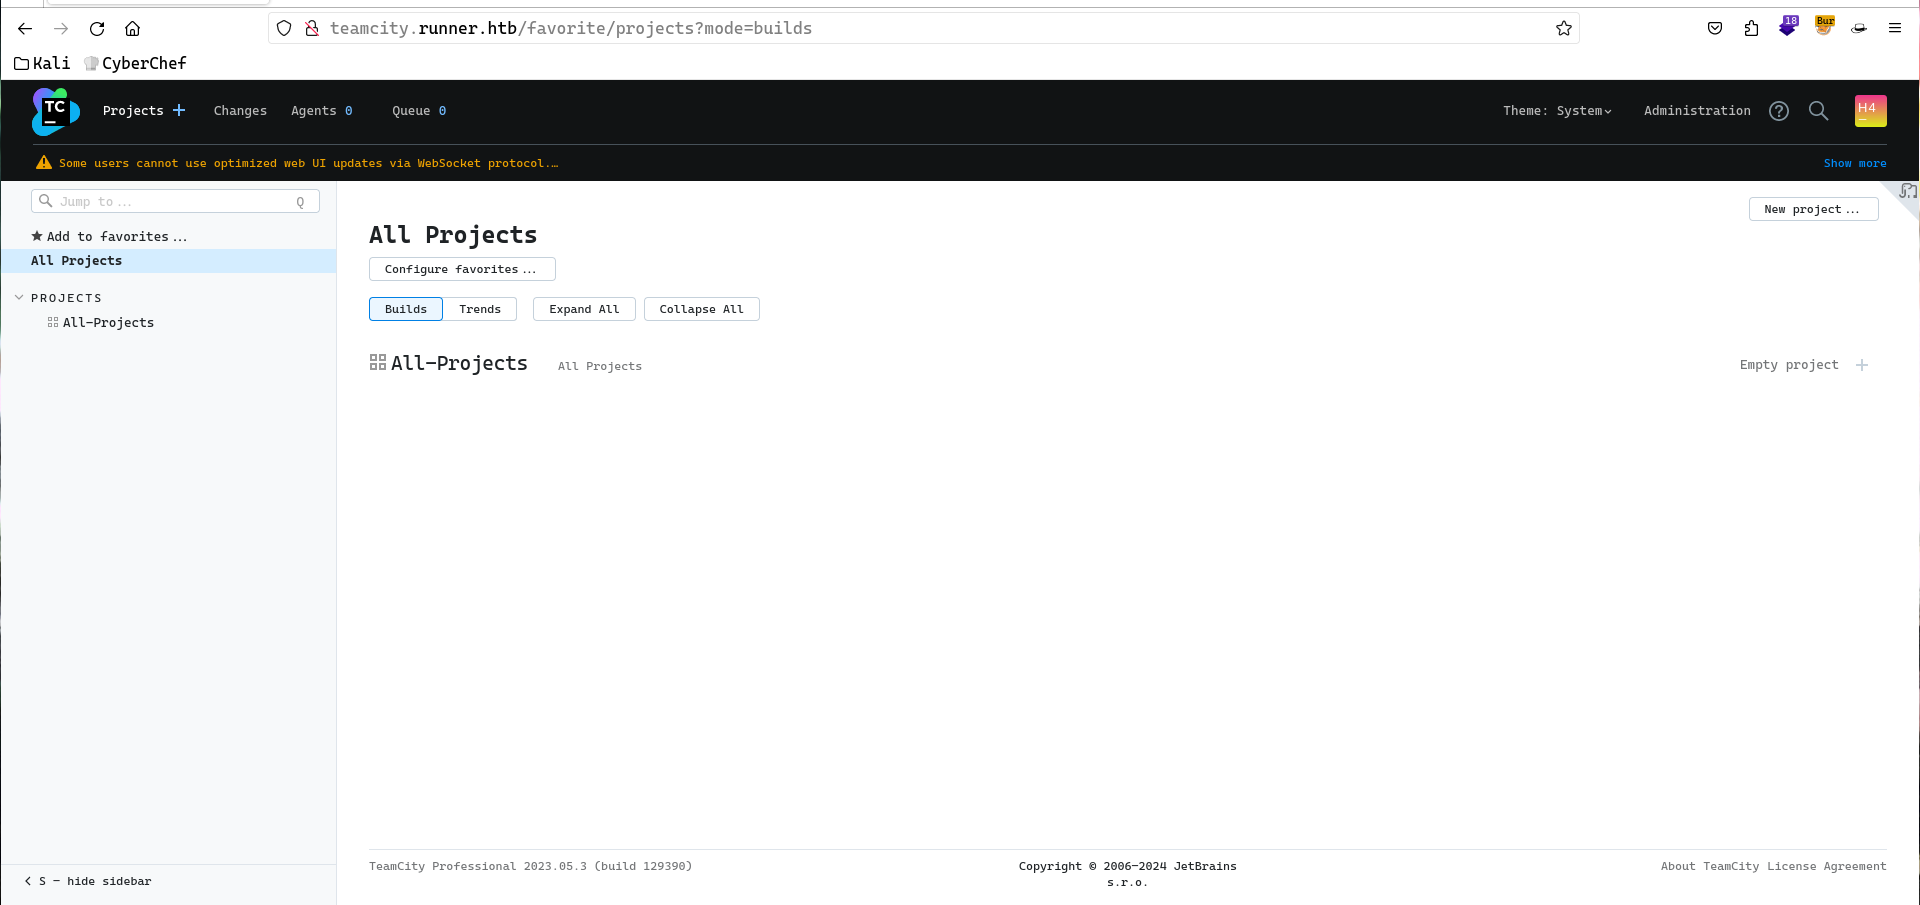 teamcity.runner.htb/favorite/projects?mode=builds
18
Bur
Kali
CyberChef
TC
Projects
Changes
Agents 0
Queue 0
Theme: System
Administration
H4
Some users cannot use optimized web UI updates via WebSocket protocol.…
Show more
Jump to...
Q
New project...
Add to favorites...
All Projects
PROJECTS
All-Projects
All Projects
Configure favorites...
Builds
Trends
Expand All
Collapse All
All-Projects
All Projects
Empty project
TeamCity Professional 2023.05.3 (build 129390)
Copyright © 2006-2024 JetBrains
s.r.o.
About TeamCity License Agreement
S - hide sidebar